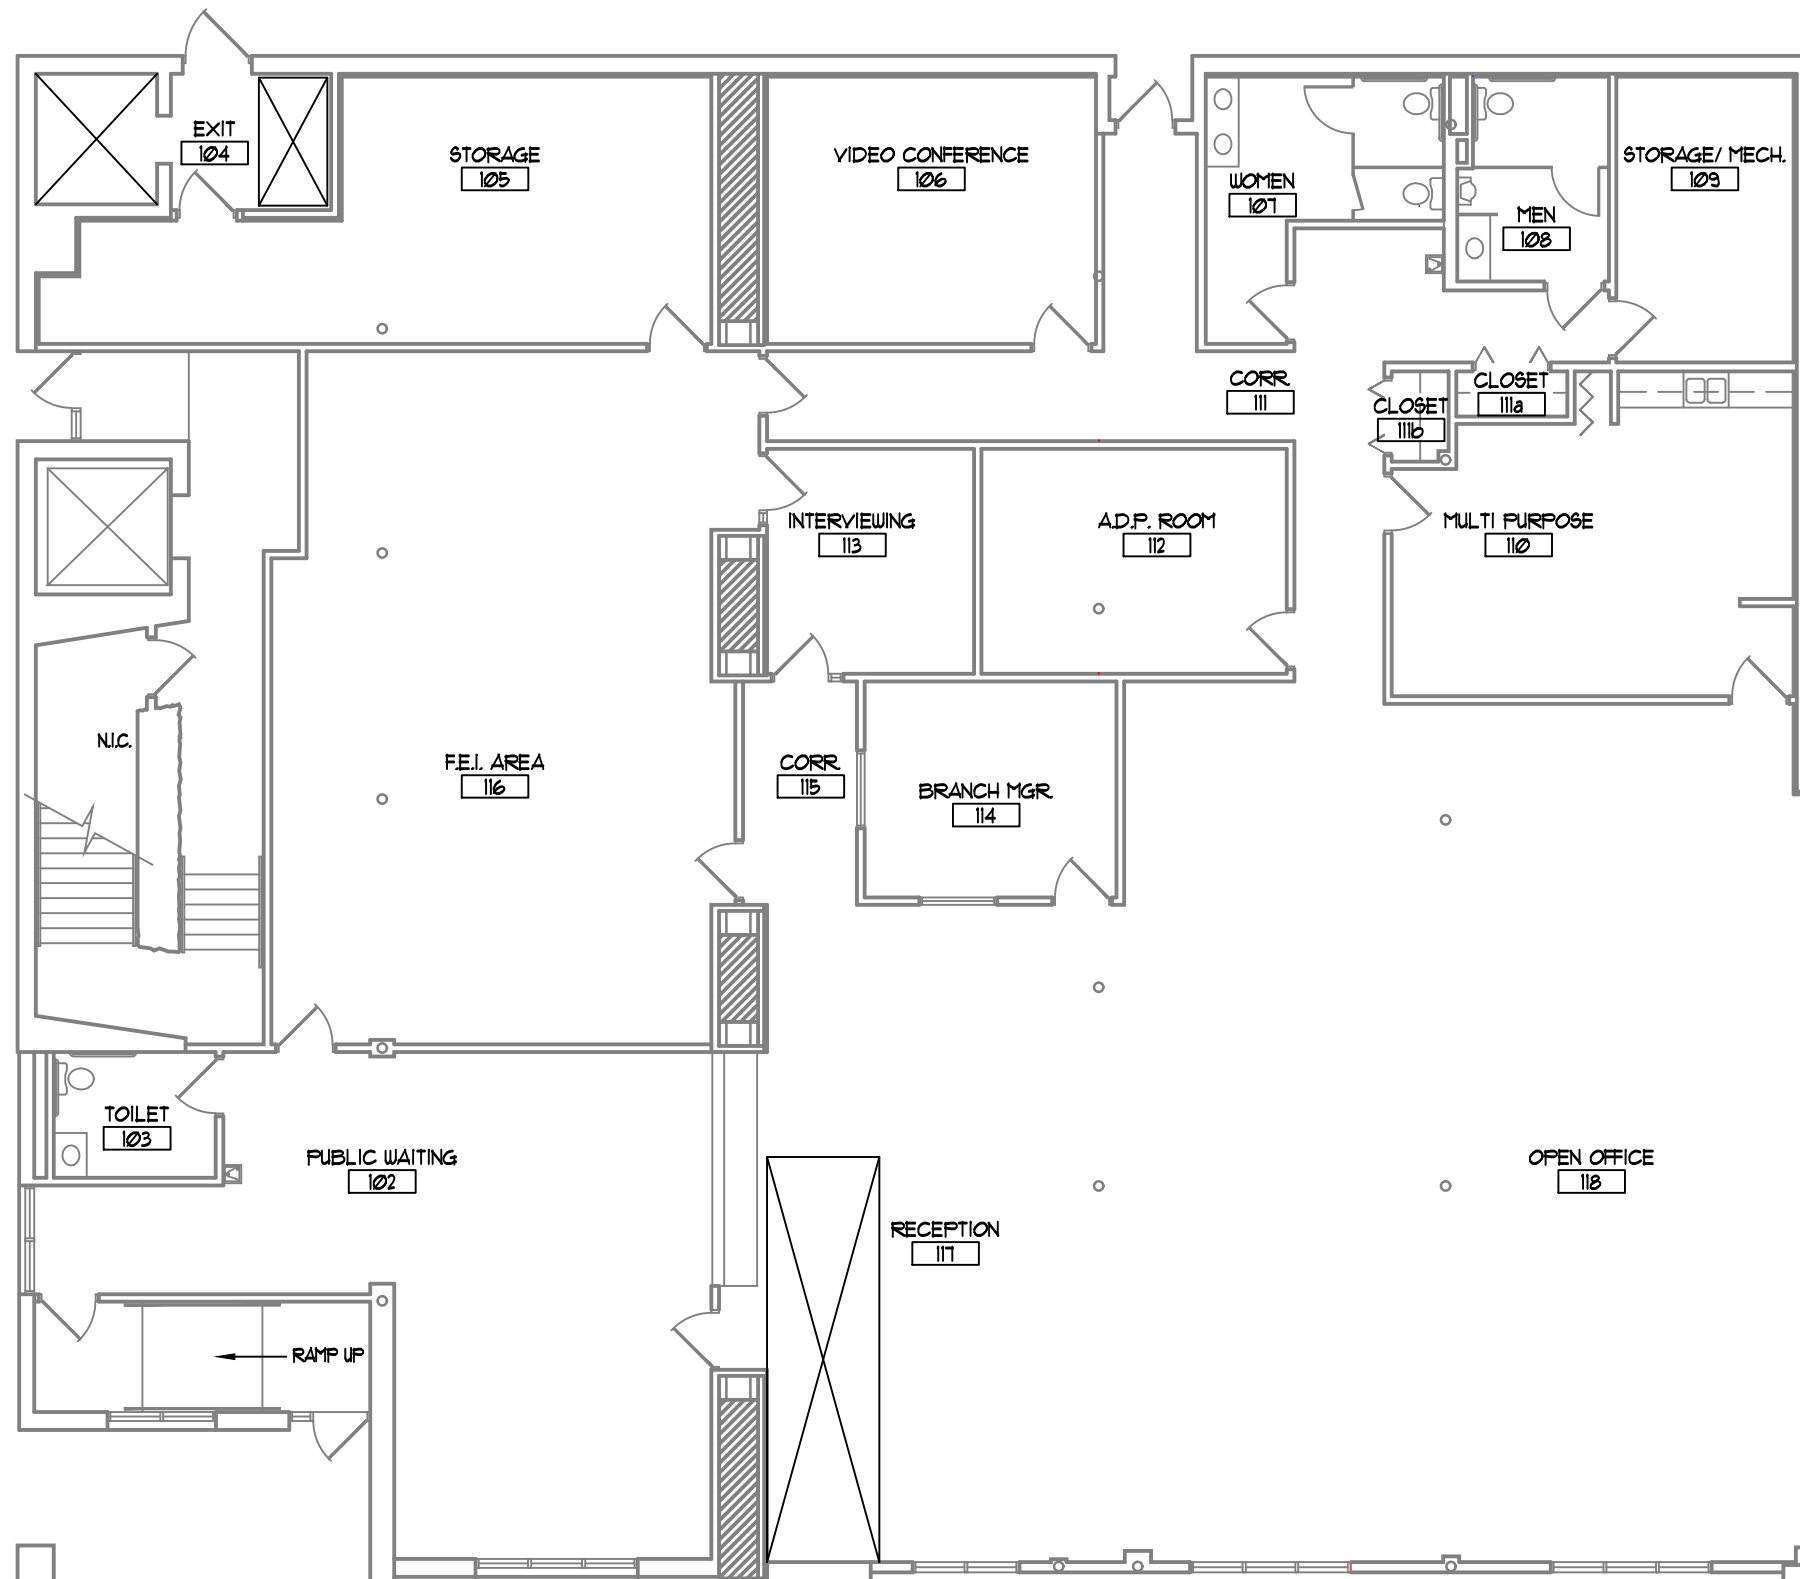 EXIT
104
STORAGE
105
VIDEO CONFERENCE
106
WOMEN
107
MEN
108
STORAGE/ MECH.
109
CORR.
111
CLOSET
111a
CLOSET
111b
INTERVIEWING
113
A.D.P. ROOM
112
MULTI PURPOSE
110
N.I.C.
F.E.I. AREA
116
CORR.
115
BRANCH MGR.
114
TOILET
103
PUBLIC WAITING
102
OPEN OFFICE
118
RECEPTION
117
RAMP UP